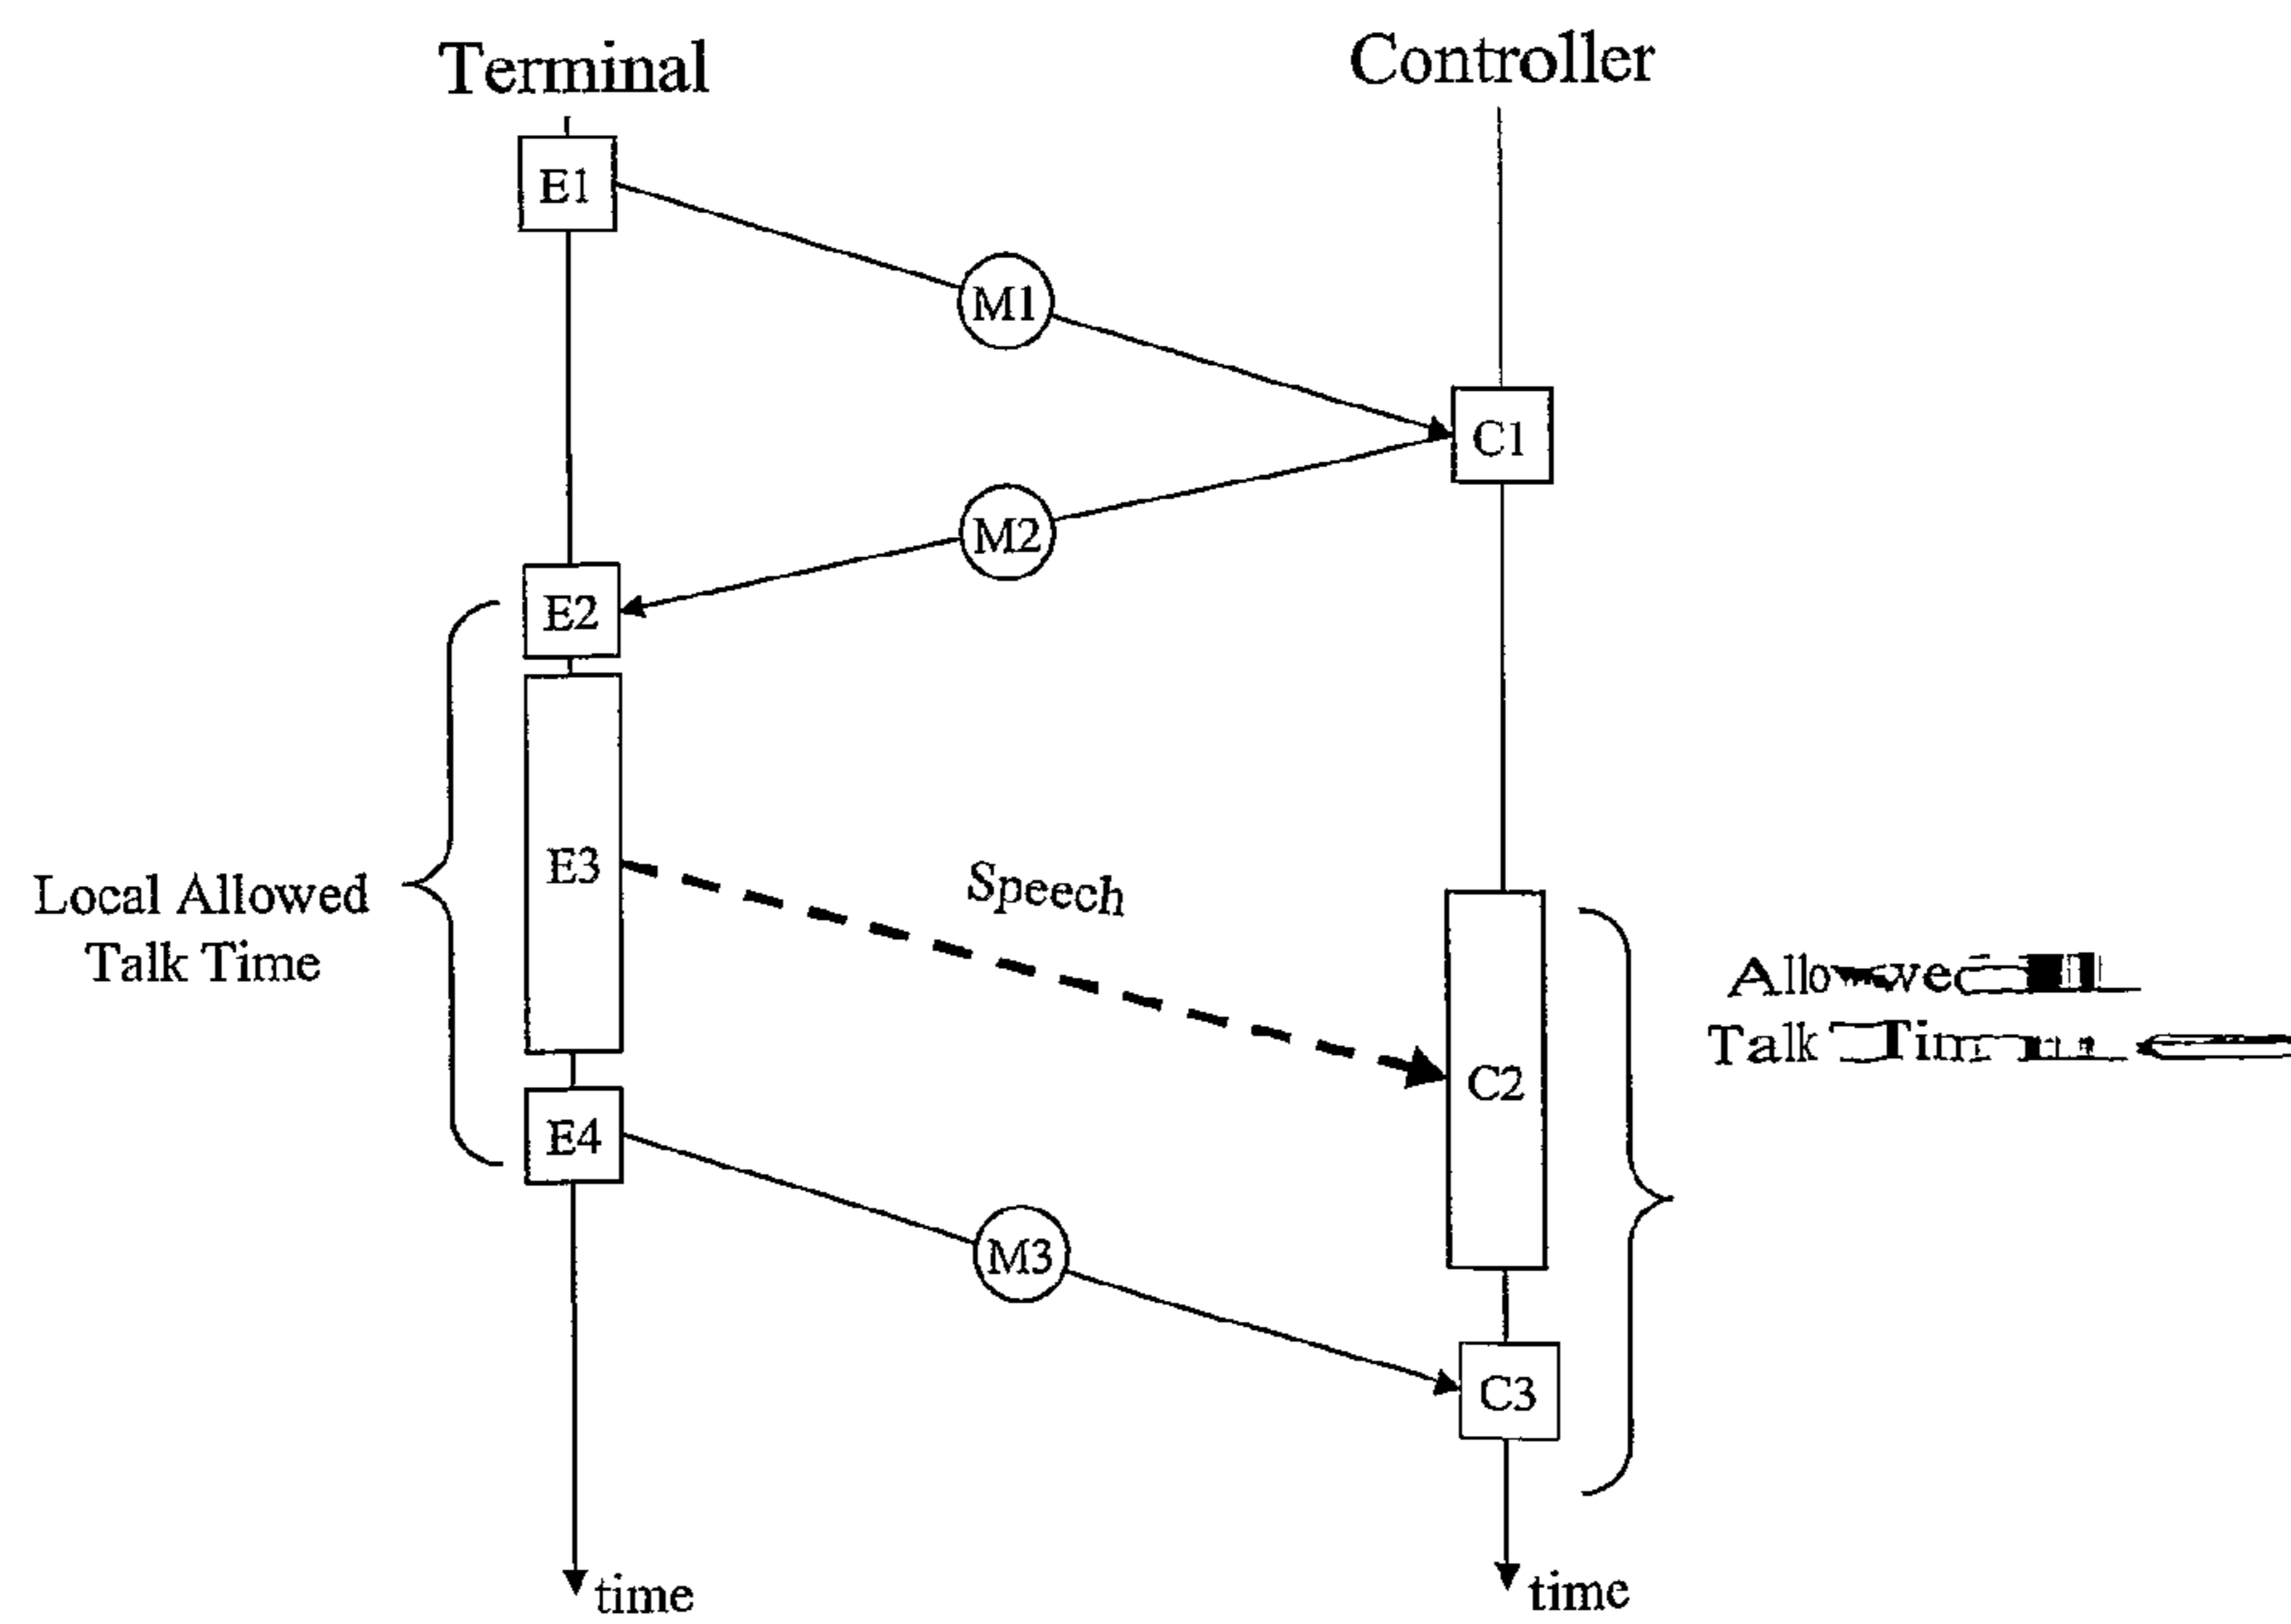 Terminal
Controller
E1
M1
C1
M2
E2
E3
Speech
Local Allowed
Talk Time
C2
Talk
E4
M3
C3
time
time